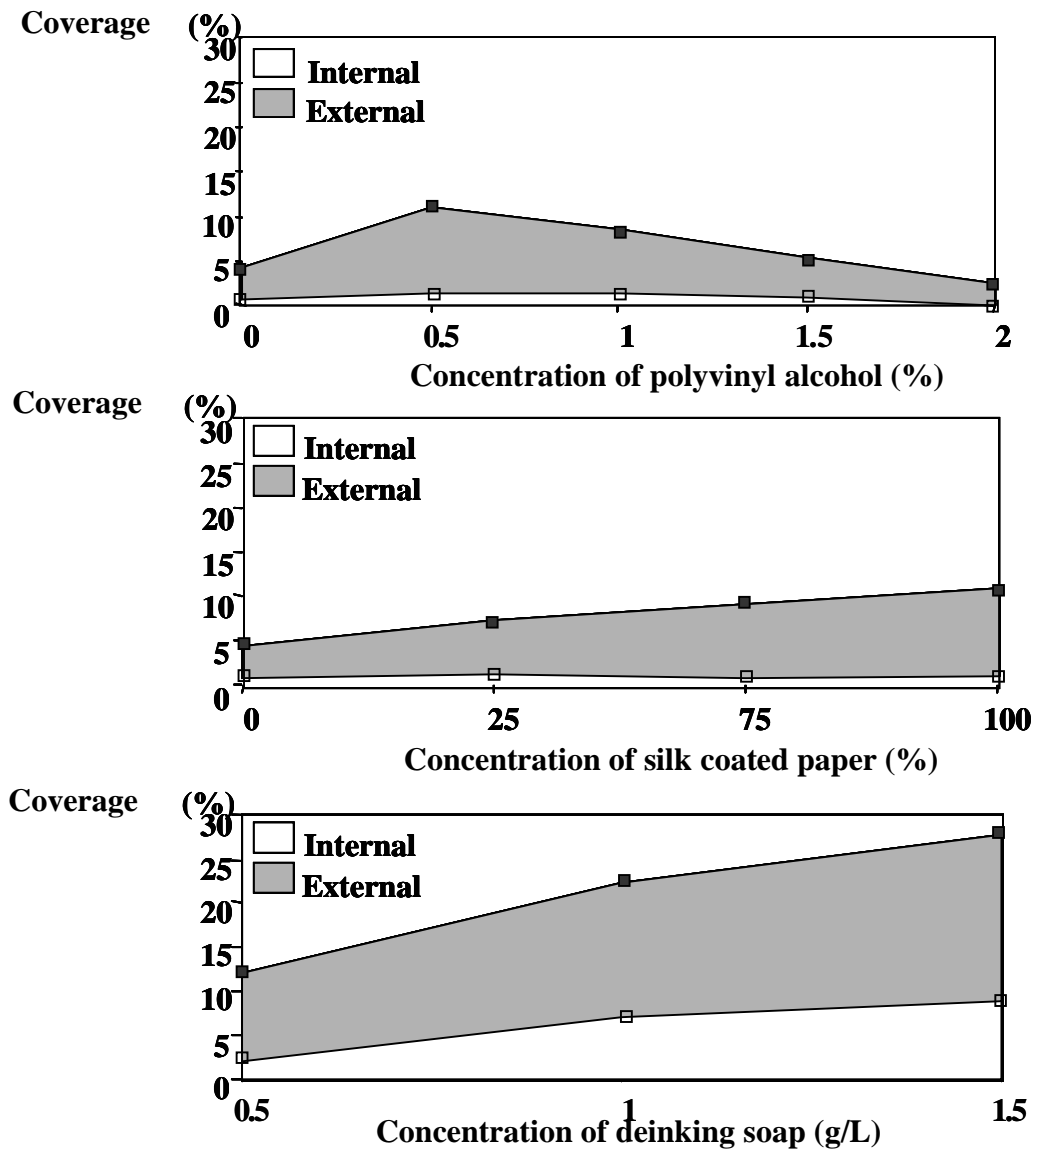 Coverage (%)
30
Internal
25
External
20
15
10
5
0
0 0.5 1 1.5 2
Concentration of polyvinyl alcohol (%)
Coverage (%)
30
Internal
25
External
20
15
10
5
0
0 25 75 100
Concentration of silk coated paper (%)
Coverage (%)
30
Internal
25
External
20
15
10
5
0
0.5 1 1.5
Concentration of deinking soap (g/L)